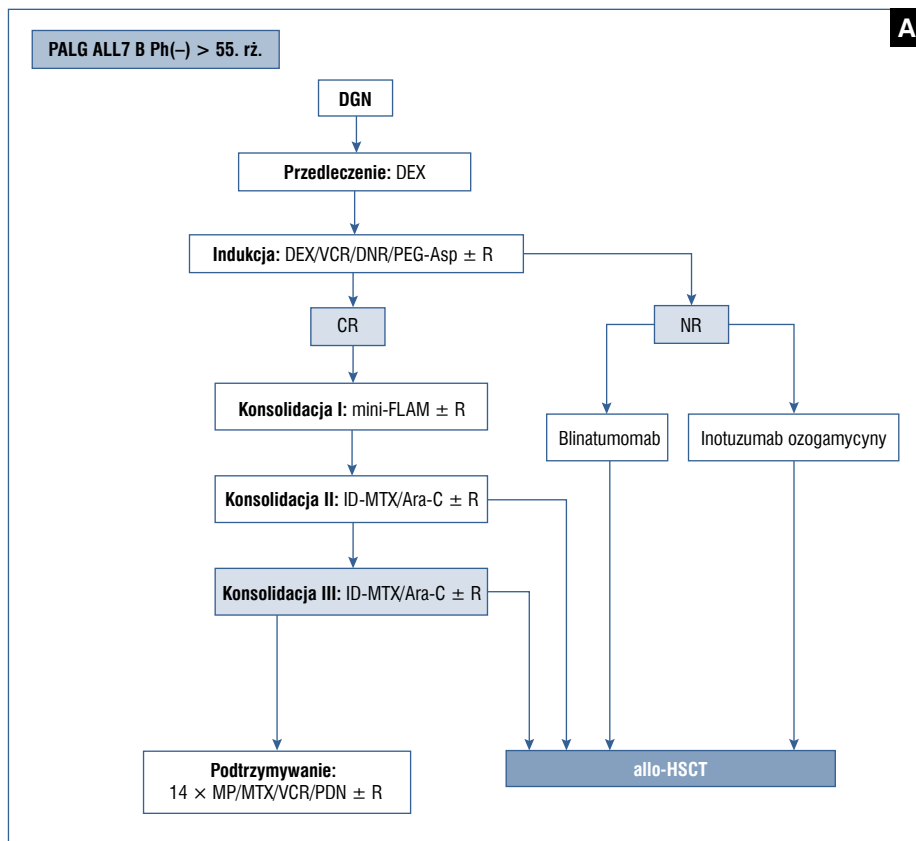 A
PALG ALL7 B Ph(–) > 55. rż.
DGN
Przedleczenie: DEX
Indukcja: DEX/VCR/DNR/PEG-Asp ± R
CR
NR
Konsolidacja I: mini-FLAM ± R
Blinatumomab
Inotuzumab ozogamycyny
Konsolidacja II: ID-MTX/Ara-C ± R
Konsolidacja III: ID-MTX/Ara-C ± R
Podtrzymywanie:
14 × MP/MTX/VCR/PDN ± R
allo-HSCT